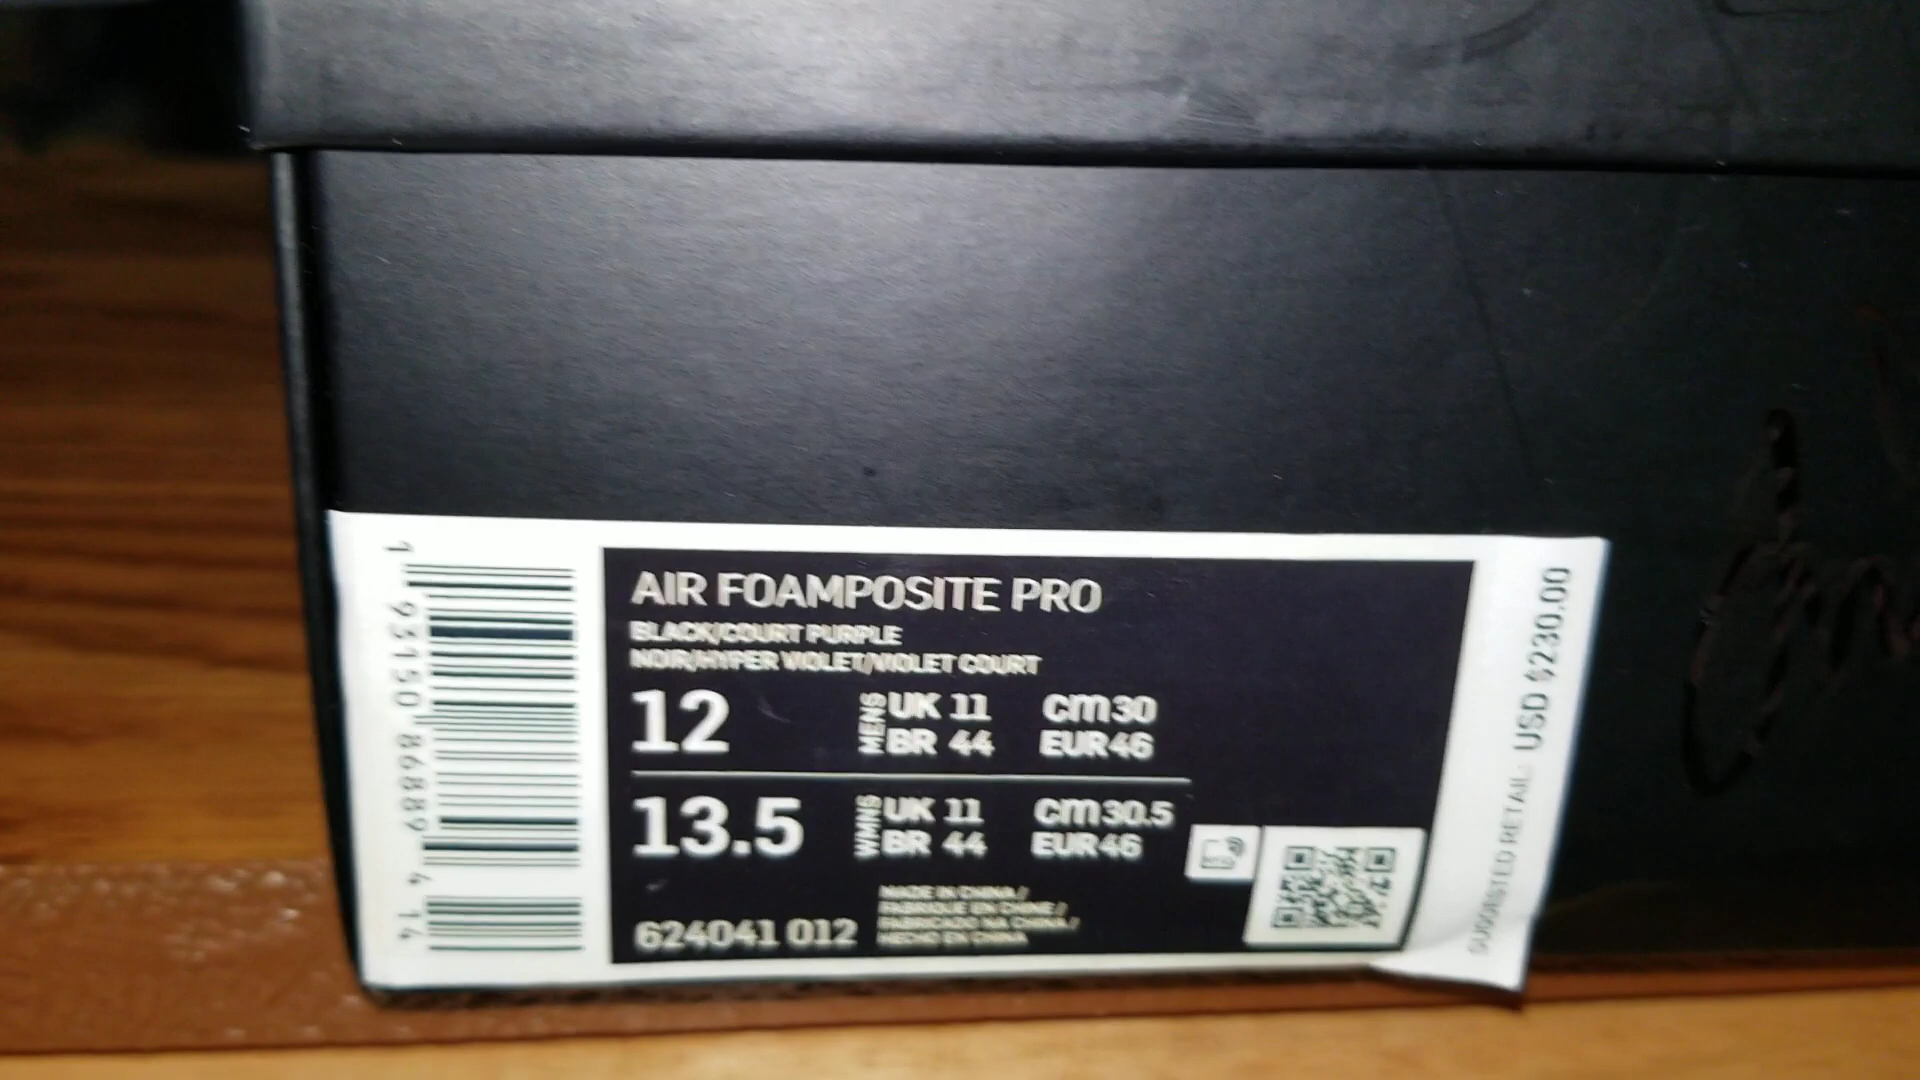 1 93150 86889 4 14
AIR FOAMPOSITE PRO
BLACK/COURT PURPLE
NOIR/HYPER VIOLET/VIOLET COURT
12 MENS UK 11 cm 30
BR 44 EUR 46
13.5 WMNS UK 11 cm 30.5
BR 44 EUR 46
624041 012
MADE IN CHINA /
FABRIQUE EN CHINE /
FABRICADO NA CHINA /
HECHO EN CHINA
SUGGESTED RETAIL: USD $230.00